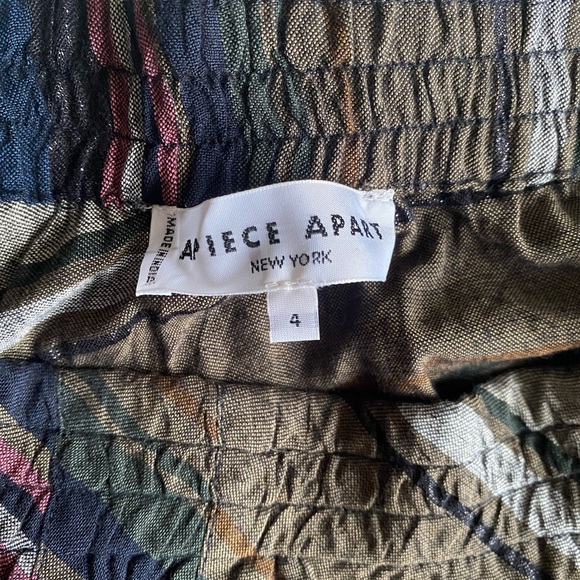 APIECE APART
NEW YORK
MADE IN INDIA
4